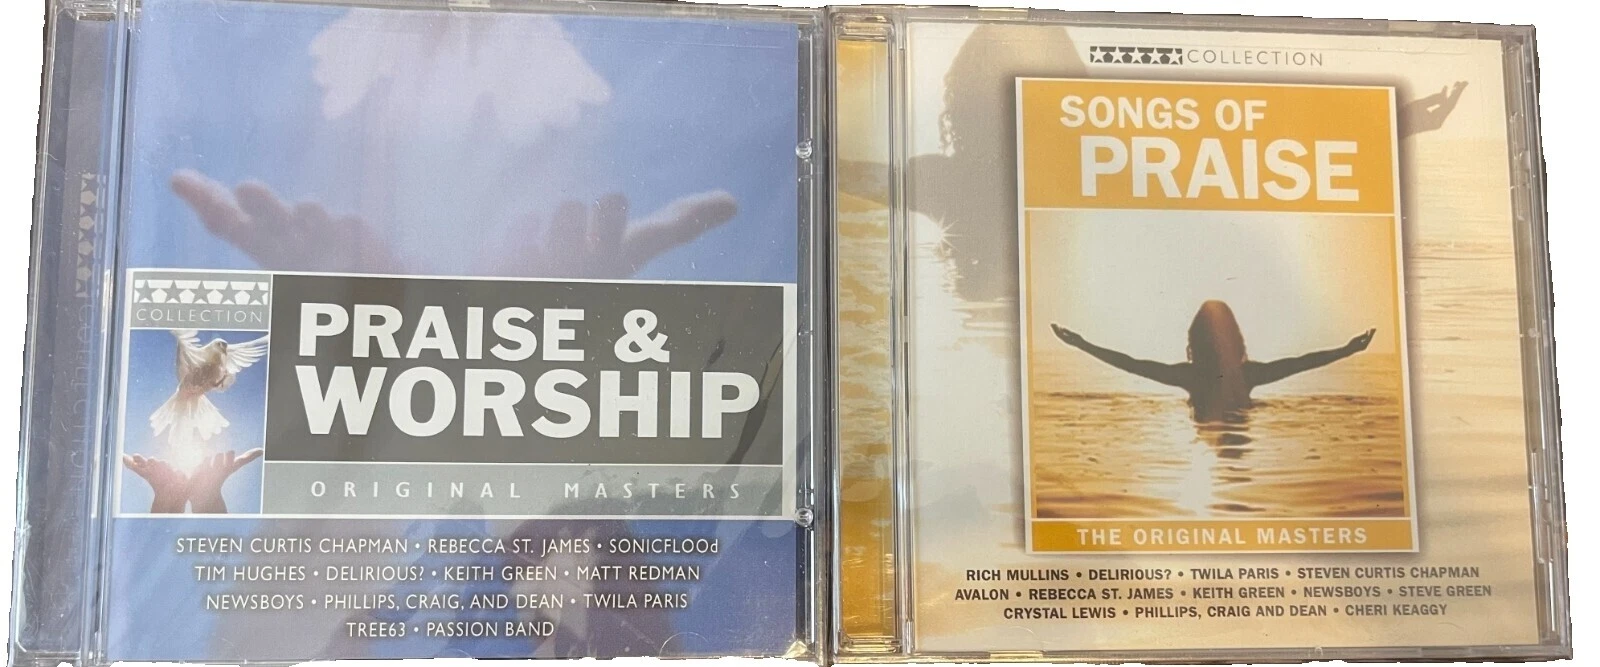 COLLECTION
PRAISE &
WORSHIP
ORIGINAL MASTERS
STEVEN CURTIS CHAPMAN • REBECCA ST. JAMES • SONICFLOOd
TIM HUGHES • DELIRIOUS? • KEITH GREEN • MATT REDMAN
NEWSBOYS • PHILLIPS, CRAIG, AND DEAN • TWILA PARIS
TREE63 • PASSION BAND
COLLECTION
SONGS OF
PRAISE
THE ORIGINAL MASTERS
RICH MULLINS • DELIRIOUS? • TWILA PARIS • STEVEN CURTIS CHAPMAN
AVALON • REBECCA ST. JAMES • KEITH GREEN • NEWSBOYS • STEVE GREEN
CRYSTAL LEWIS • PHILLIPS, CRAIG AND DEAN • CHERI KEAGGY